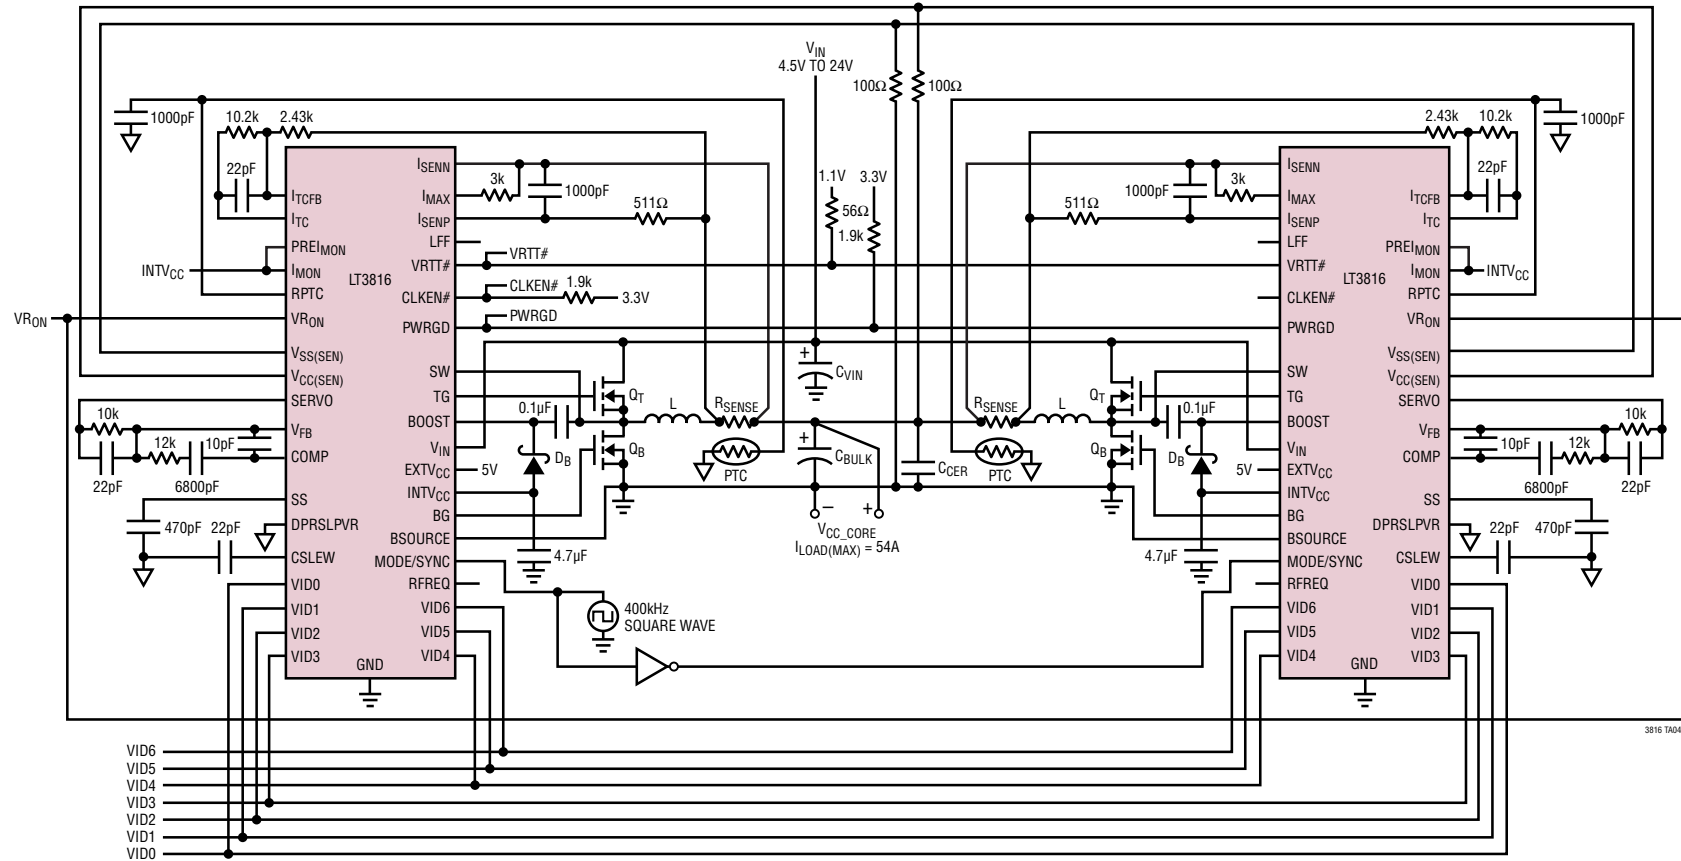 VIN
4.5V TO 24V
100Ω
100Ω
1000pF
10.2k
2.43k
22pF
ITCFB
ITC
PREIMON
IMON
INTVCC
RPTC
VRON
VRON
VSS(SEN)
VCC(SEN)
SERVO
VFB
COMP
SS
DPRSLPVR
CSLEW
VID0
VID1
VID2
VID3
LT3816
GND
ISENN
IMAX
ISENP
LFF
VRTT#
CLKEN#
PWRGD
SW
TG
BOOST
VIN
EXTVCC
INTVCC
BG
BSOURCE
MODE/SYNC
RFREQ
VID6
VID5
VID4
10k
12k
10pF
22pF
6800pF
470pF
22pF
3k
1000pF
511Ω
VRTT#
CLKEN#
1.9k
3.3V
PWRGD
1.1V
3.3V
56Ω
1.9k
0.1µF
QT
QB
DB
5V
4.7µF
L
RSENSE
PTC
+
CVIN
+
CBULK
CCER
–
+
VCC_CORE
ILOAD(MAX) = 54A
400kHz
SQUARE WAVE
RSENSE
L
PTC
QT
QB
0.1µF
DB
5V
4.7µF
1000pF
3k
511Ω
2.43k
10.2k
1000pF
22pF
ISENN
IMAX
ISENP
LFF
VRTT#
CLKEN#
PWRGD
SW
TG
BOOST
VIN
EXTVCC
INTVCC
BG
BSOURCE
MODE/SYNC
RFREQ
VID6
VID5
VID4
LT3816
GND
ITCFB
ITC
PREIMON
IMON
INTVCC
RPTC
VRON
VSS(SEN)
VCC(SEN)
SERVO
VFB
COMP
SS
DPRSLPVR
CSLEW
VID0
VID1
VID2
VID3
10k
10pF
12k
6800pF
22pF
22pF
470pF
3816 TA04
VID6
VID5
VID4
VID3
VID2
VID1
VID0